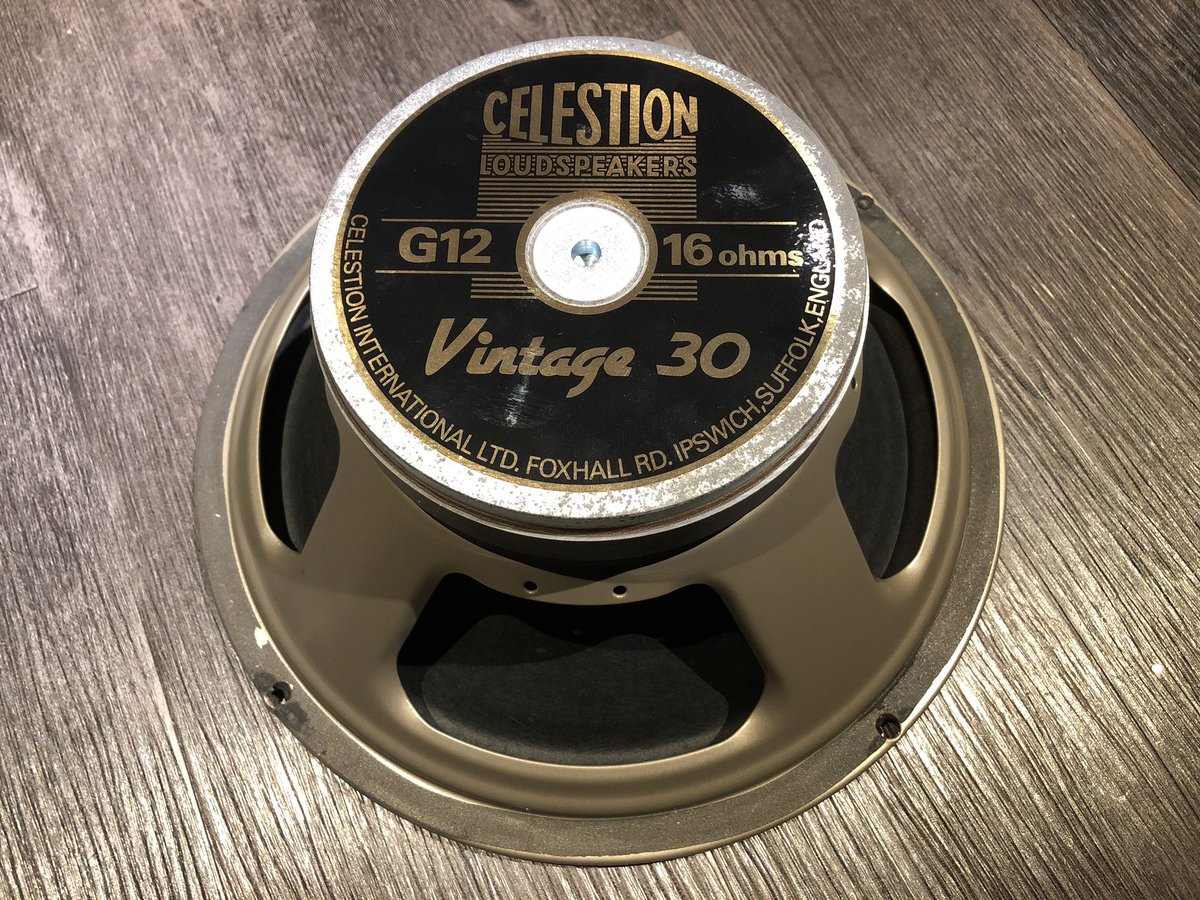 CELESTION
LOUDSPEAKERS
G12
16 ohms
Vintage 30
CELESTION INTERNATIONAL LTD. FOXHALL RD. IPSWICH,SUFFOLK,ENGLAND